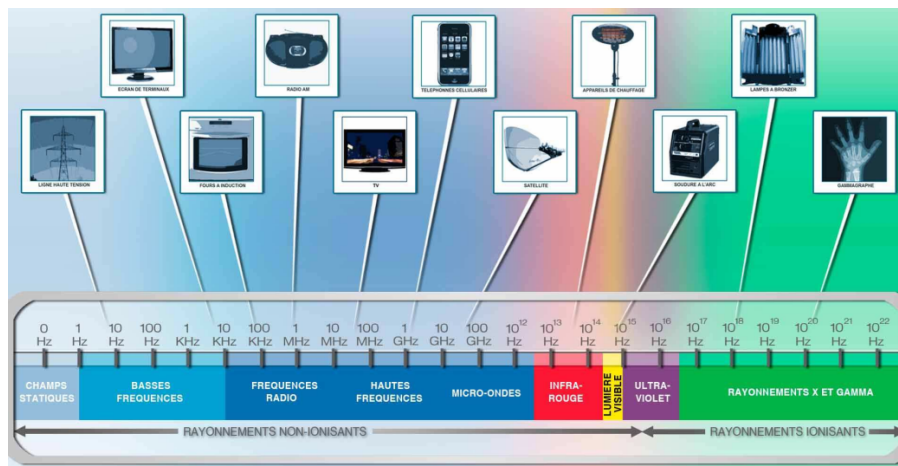 ECRAN DE TERMINAUX
RADIO AM
TELEPHONNES CELLULAIRES
APPAREILS DE CHAUFFAGE
LAMPES A BRONZER
LIGNE HAUTE TENSION
FOURS A INDUCTION
TV
SATELLITE
SOUDURE A L'ARC
GAMMAGRAPHE
0 Hz
1 Hz
10 Hz
100 Hz
1 KHz
10 KHz
100 KHz
1 MHz
10 MHz
100 MHz
1 GHz
10 GHz
100 GHz
10¹² Hz
10¹³ Hz
10¹⁴ Hz
10¹⁵ Hz
10¹⁶ Hz
10¹⁷ Hz
10¹⁸ Hz
10¹⁹ Hz
10²⁰ Hz
10²¹ Hz
10²² Hz
CHAMPS
STATIQUES
BASSES
FREQUENCES
FREQUENCES
RADIO
HAUTES
FREQUENCES
MICRO-ONDES
INFRA-
ROUGE
LUMIERE
VISIBLE
ULTRA-
VIOLET
RAYONNEMENTS X ET GAMMA
RAYONNEMENTS NON-IONISANTS
RAYONNEMENTS IONISANTS